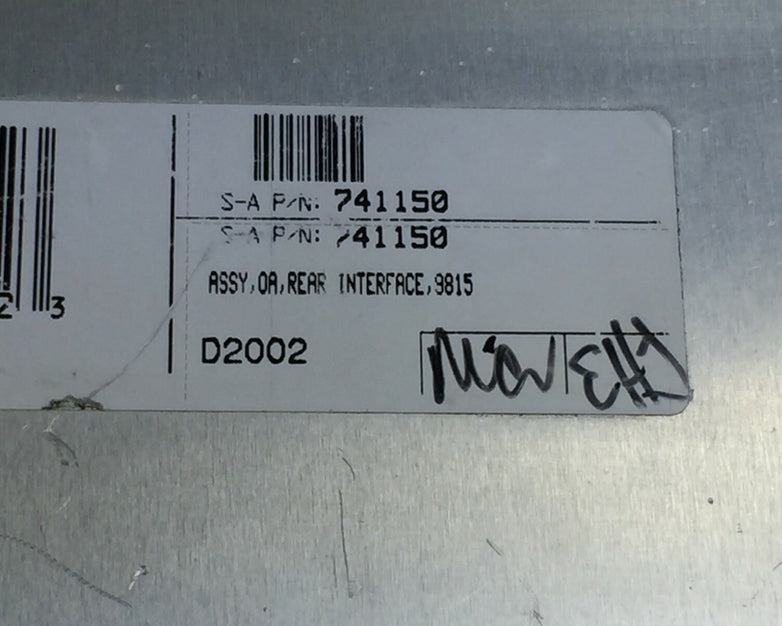 S-A P/N: 741150
S-A P/N: 741150
ASSY,OA,REAR INTERFACE,9815
D2002
2 3